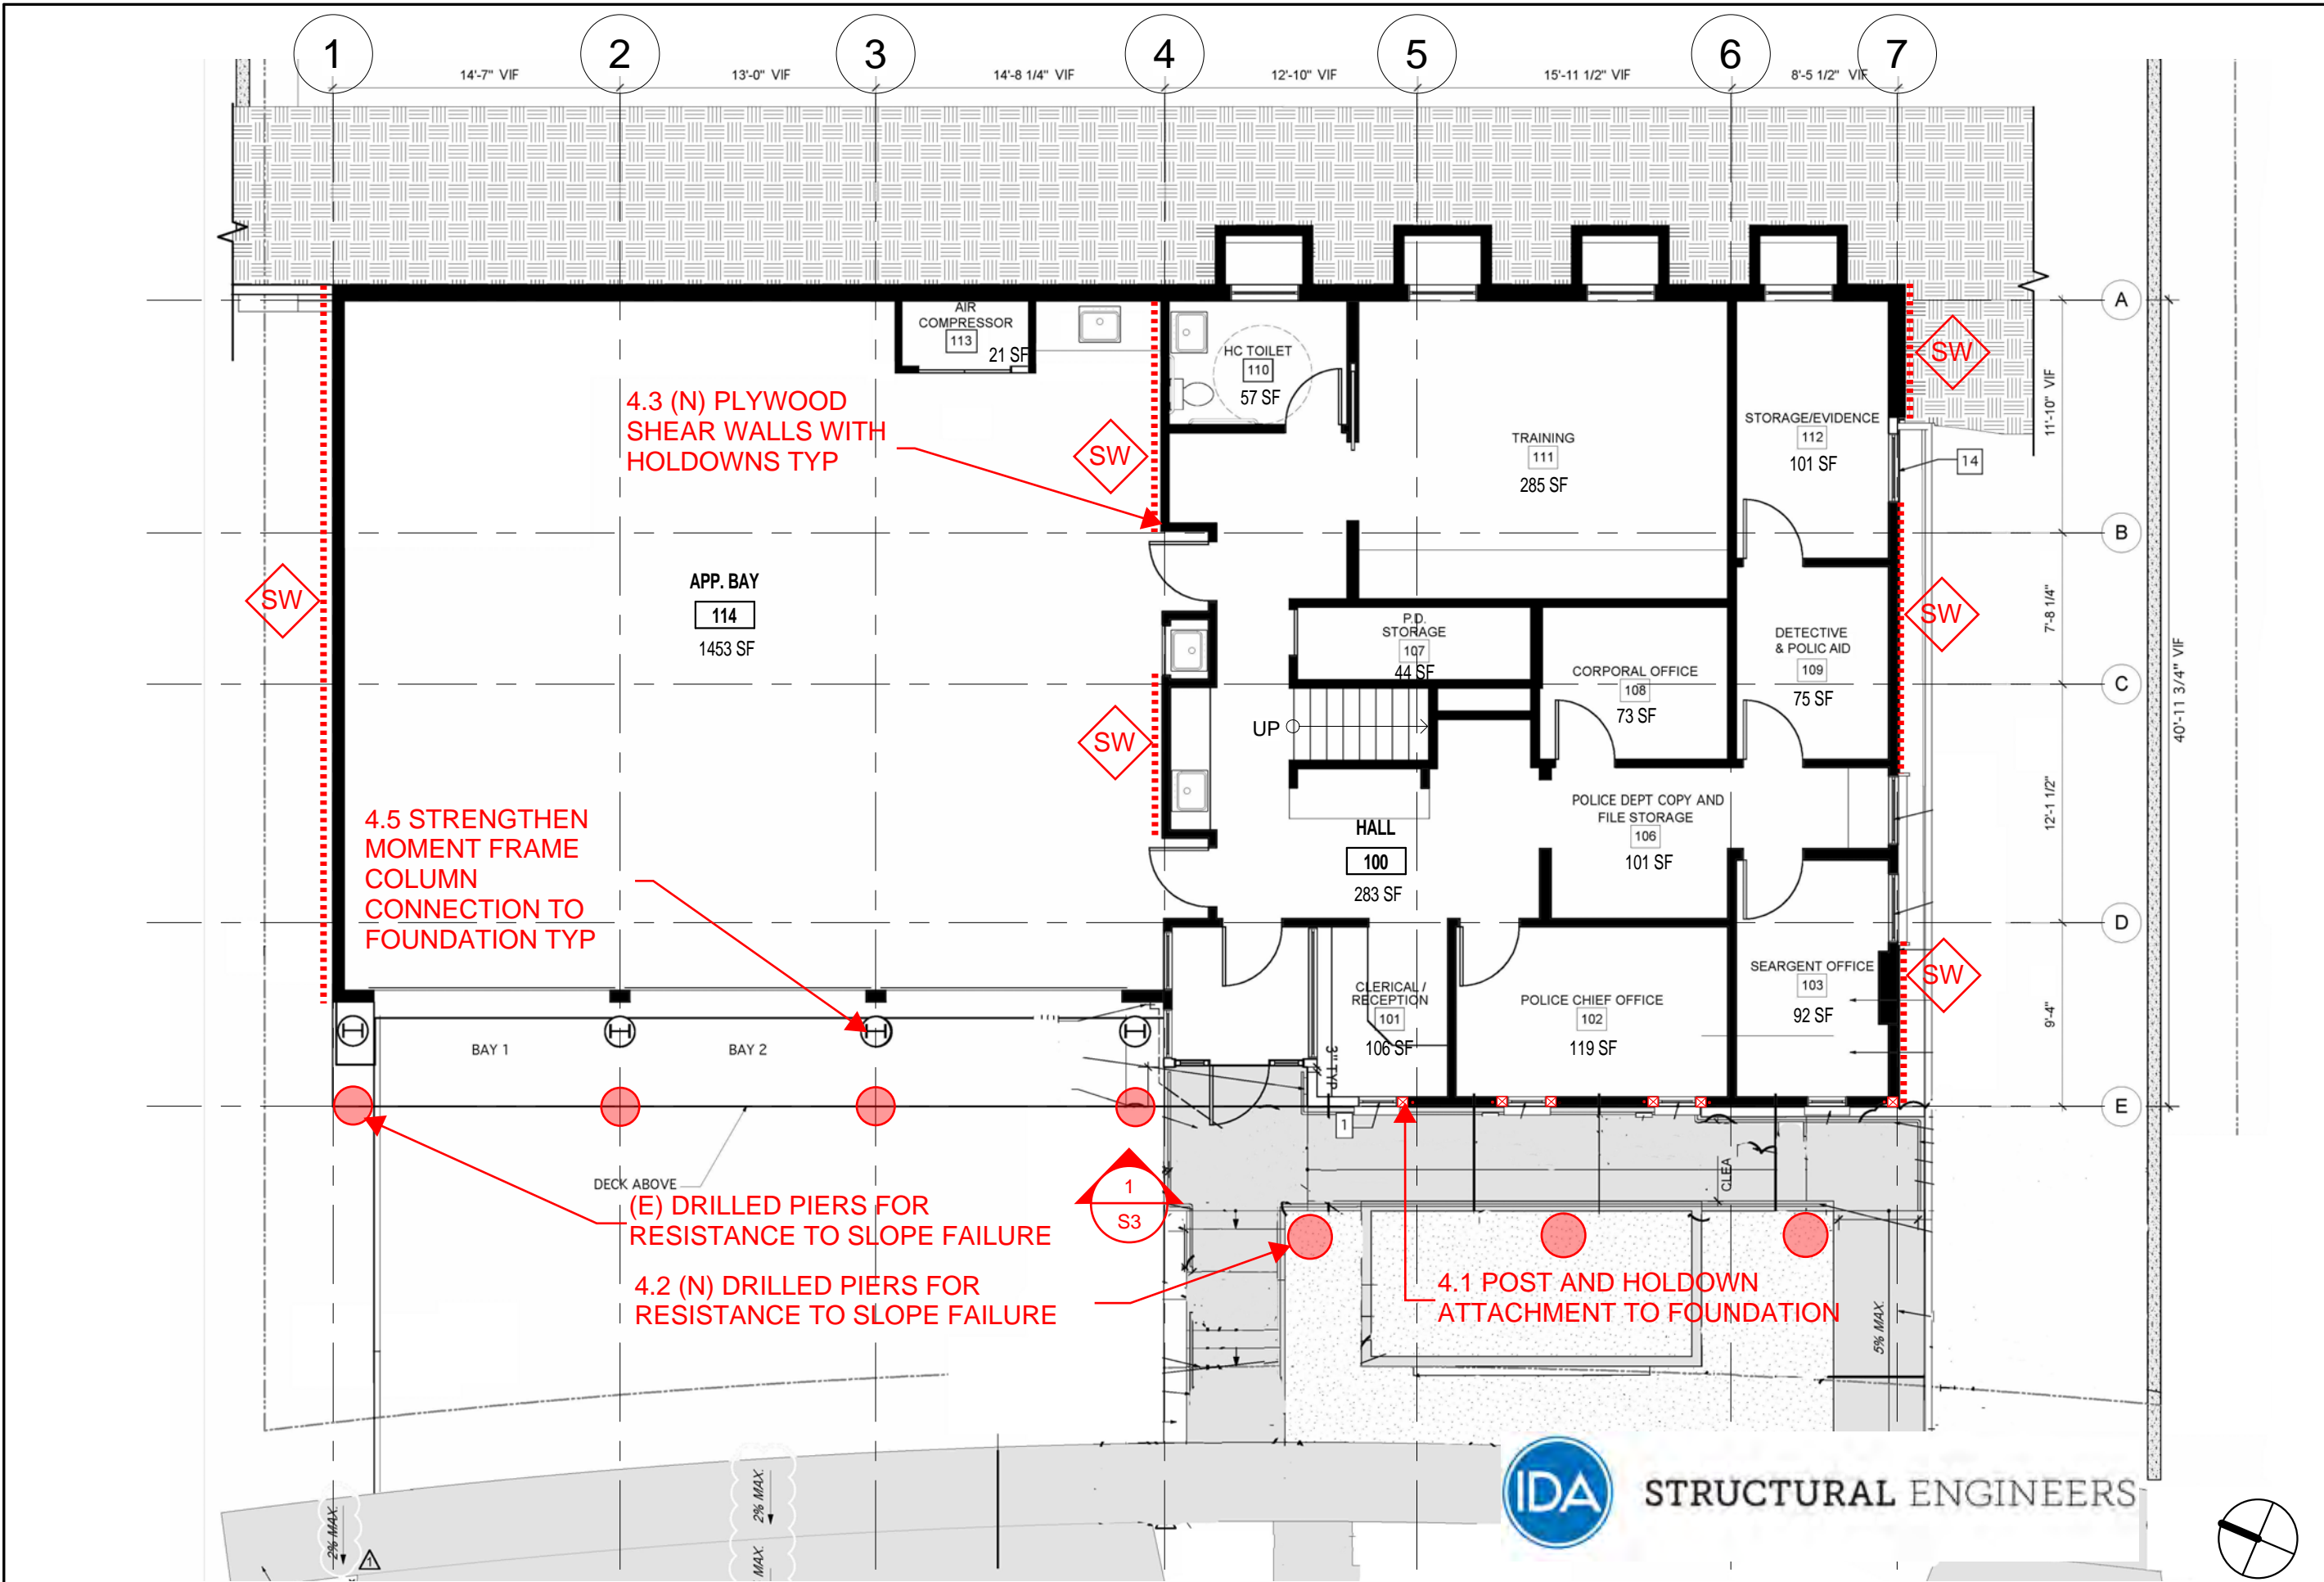 1
2
3
4
5
6
7
14'-7" VIF
13'-0" VIF
14'-8 1/4" VIF
12'-10" VIF
15'-11 1/2" VIF
8'-5 1/2" VIF
A
AIR
COMPRESSOR
113
21 SF
HC TOILET
110
57 SF
SW
11'-10" VIF
4.3 (N) PLYWOOD
SHEAR WALLS WITH
HOLDOWNS TYP
SW
TRAINING
111
285 SF
STORAGE/EVIDENCE
112
101 SF
14
B
APP. BAY
114
1453 SF
SW
P.D.
STORAGE
107
44 SF
CORPORAL OFFICE
108
73 SF
DETECTIVE
& POLIC AID
109
75 SF
SW
7'-8 1/4"
C
40'-11 3/4" VIF
UP
SW
4.5 STRENGTHEN
MOMENT FRAME
COLUMN
CONNECTION TO
FOUNDATION TYP
HALL
100
283 SF
POLICE DEPT COPY AND
FILE STORAGE
106
101 SF
12'-1 1/2"
D
CLERICAL /
RECEPTION
101
106 SF
3" TYP
POLICE CHIEF OFFICE
102
119 SF
SEARGENT OFFICE
103
92 SF
SW
9'-4"
BAY 1
BAY 2
E
1
DECK ABOVE
(E) DRILLED PIERS FOR
RESISTANCE TO SLOPE FAILURE
1
S3
CLEA
4.2 (N) DRILLED PIERS FOR
RESISTANCE TO SLOPE FAILURE
4.1 POST AND HOLDOWN
ATTACHMENT TO FOUNDATION
5% MAX.
2% MAX.
1
2% MAX.
MAX.
IDA STRUCTURAL ENGINEERS